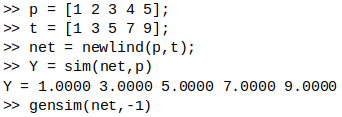 >> p = [1 2 3 4 5];
>> t = [1 3 5 7 9];
>> net = newlind(p,t);
>> Y = sim(net,p)
Y = 1.0000 3.0000 5.0000 7.0000 9.0000
>> gensim(net,-1)